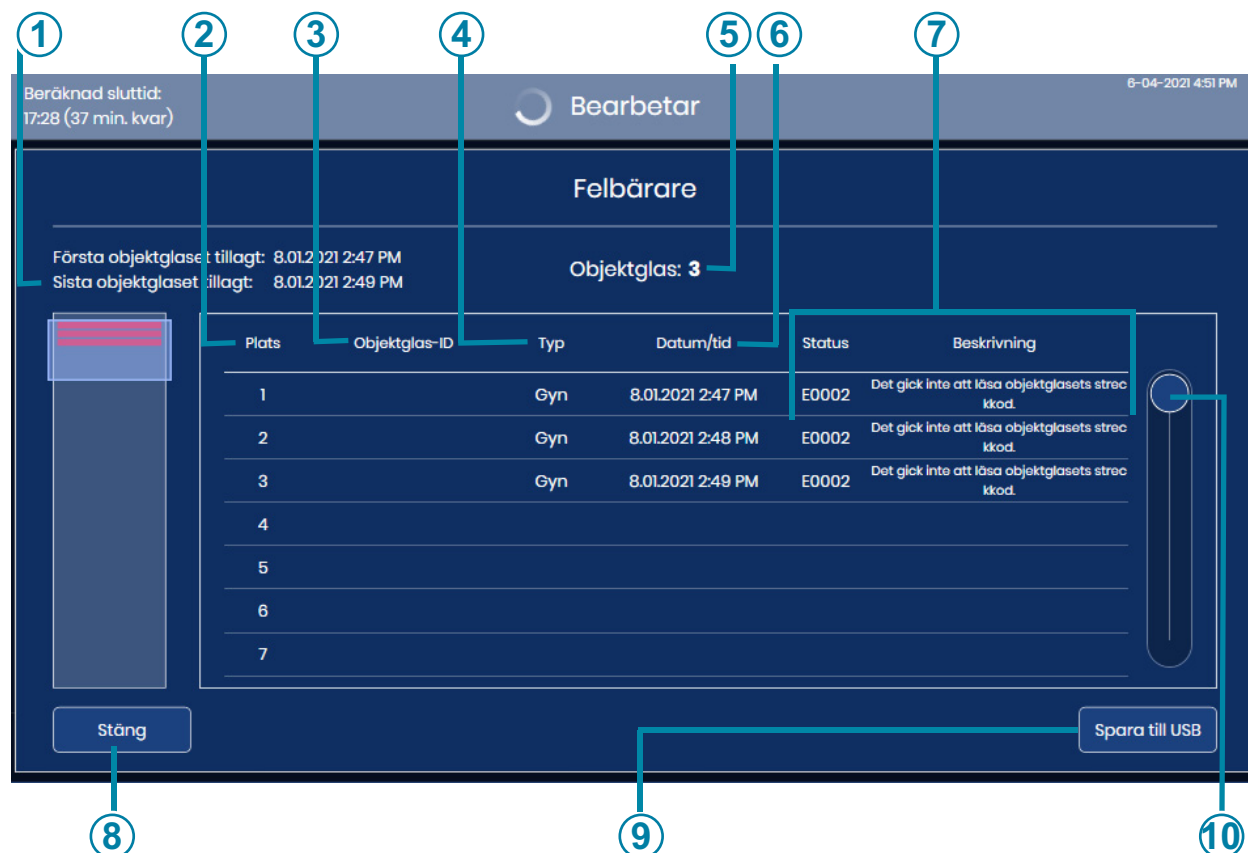 1 2 3 4 5 6 7
Beräknad sluttid:
17:28 (37 min. kvar)
Bearbetar
6-04-2021 4:51 PM
Felbärare
Första objektglaset tillagt: 8.01.2021 2:47 PM
Sista objektglaset tillagt: 8.01.2021 2:49 PM
Objektglas: 3
Plats Objektglas-ID Typ Datum/tid Status Beskrivning
1 Gyn 8.01.2021 2:47 PM E0002 Det gick inte att läsa objektglasets strec
kkod.
2 Gyn 8.01.2021 2:48 PM E0002 Det gick inte att läsa objektglasets strec
kkod.
3 Gyn 8.01.2021 2:49 PM E0002 Det gick inte att läsa objektglasets strec
kkod.
4
5
6
7
Stäng
Spara till USB
8 9 10